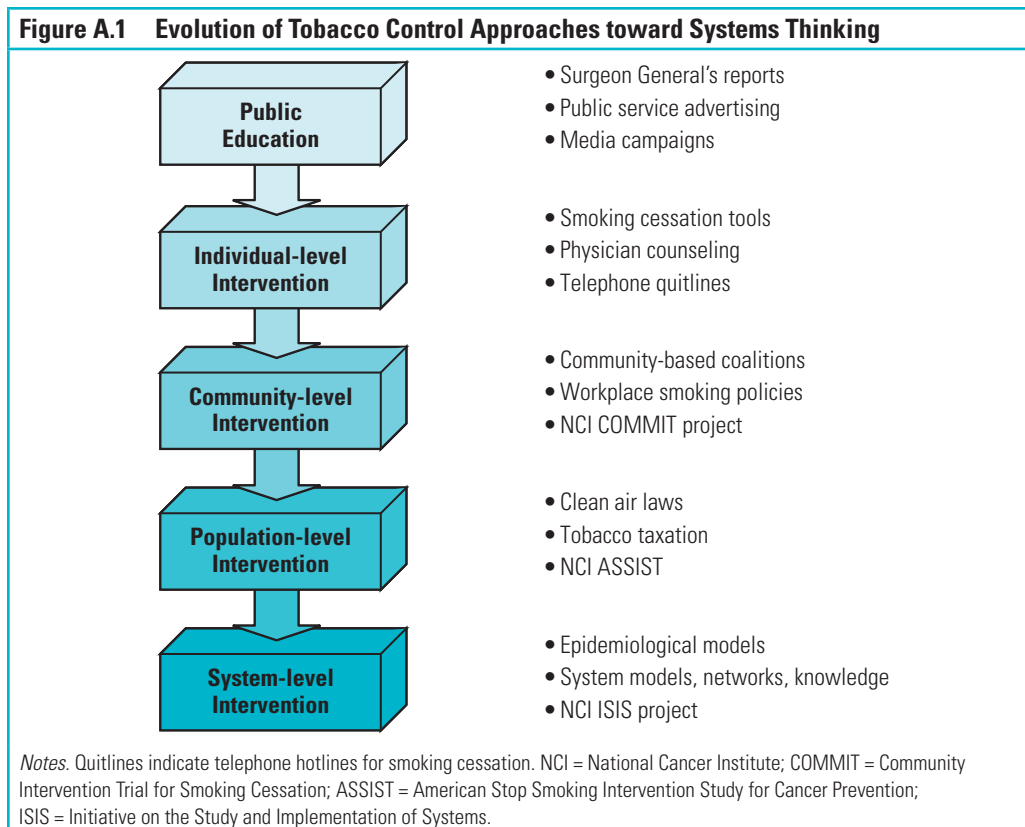 Figure A.1 Evolution of Tobacco Control Approaches toward Systems Thinking
Public
Education
• Surgeon General's reports
• Public service advertising
• Media campaigns
Individual-level
Intervention
• Smoking cessation tools
• Physician counseling
• Telephone quitlines
Community-level
Intervention
• Community-based coalitions
• Workplace smoking policies
• NCI COMMIT project
Population-level
Intervention
• Clean air laws
• Tobacco taxation
• NCI ASSIST
System-level
Intervention
• Epidemiological models
• System models, networks, knowledge
• NCI ISIS project
Notes. Quitlines indicate telephone hotlines for smoking cessation. NCI = National Cancer Institute; COMMIT = Community
Intervention Trial for Smoking Cessation; ASSIST = American Stop Smoking Intervention Study for Cancer Prevention;
ISIS = Initiative on the Study and Implementation of Systems.